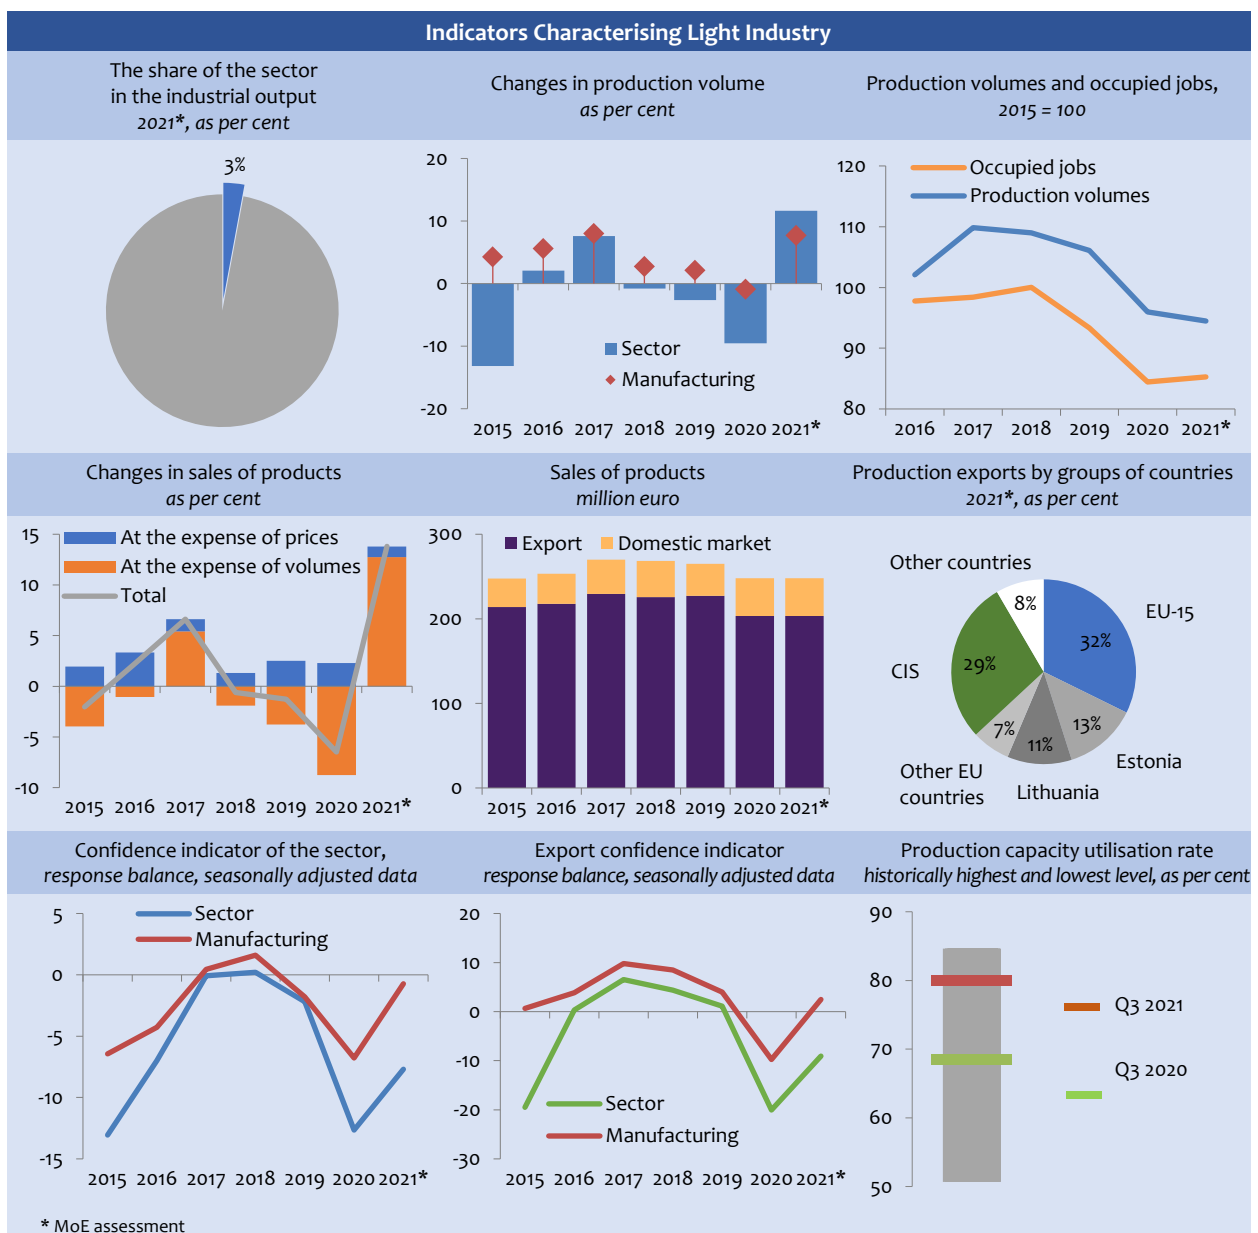 Indicators Characterising Light Industry
The share of the sector
in the industrial output
2021*, as per cent
3%
Changes in production volume
as per cent
20
10
0
-10
-20
Sector
Manufacturing
2015 2016 2017 2018 2019 2020 2021*
Production volumes and occupied jobs,
2015 = 100
120
110
100
90
80
Occupied jobs
Production volumes
2016 2017 2018 2019 2020 2021*
Changes in sales of products
as per cent
15
10
5
0
-5
-10
At the expense of prices
At the expense of volumes
Total
2015 2016 2017 2018 2019 2020 2021*
Sales of products
million euro
300
200
100
0
Export Domestic market
2015 2016 2017 2018 2019 2020 2021*
Production exports by groups of countries
2021*, as per cent
Other countries
8%
EU-15
32%
CIS
29%
13%
7%
11%
Estonia
Other EU
countries
Lithuania
Confidence indicator of the sector,
response balance, seasonally adjusted data
5
0
-5
-10
-15
Sector
Manufacturing
2015 2016 2017 2018 2019 2020 2021*
Export confidence indicator
response balance, seasonally adjusted data
20
10
0
-10
-20
-30
Sector
Manufacturing
2015 2016 2017 2018 2019 2020 2021*
Production capacity utilisation rate
historically highest and lowest level, as per cent
90
80
70
60
50
Q3 2021
Q3 2020
* MoE assessment